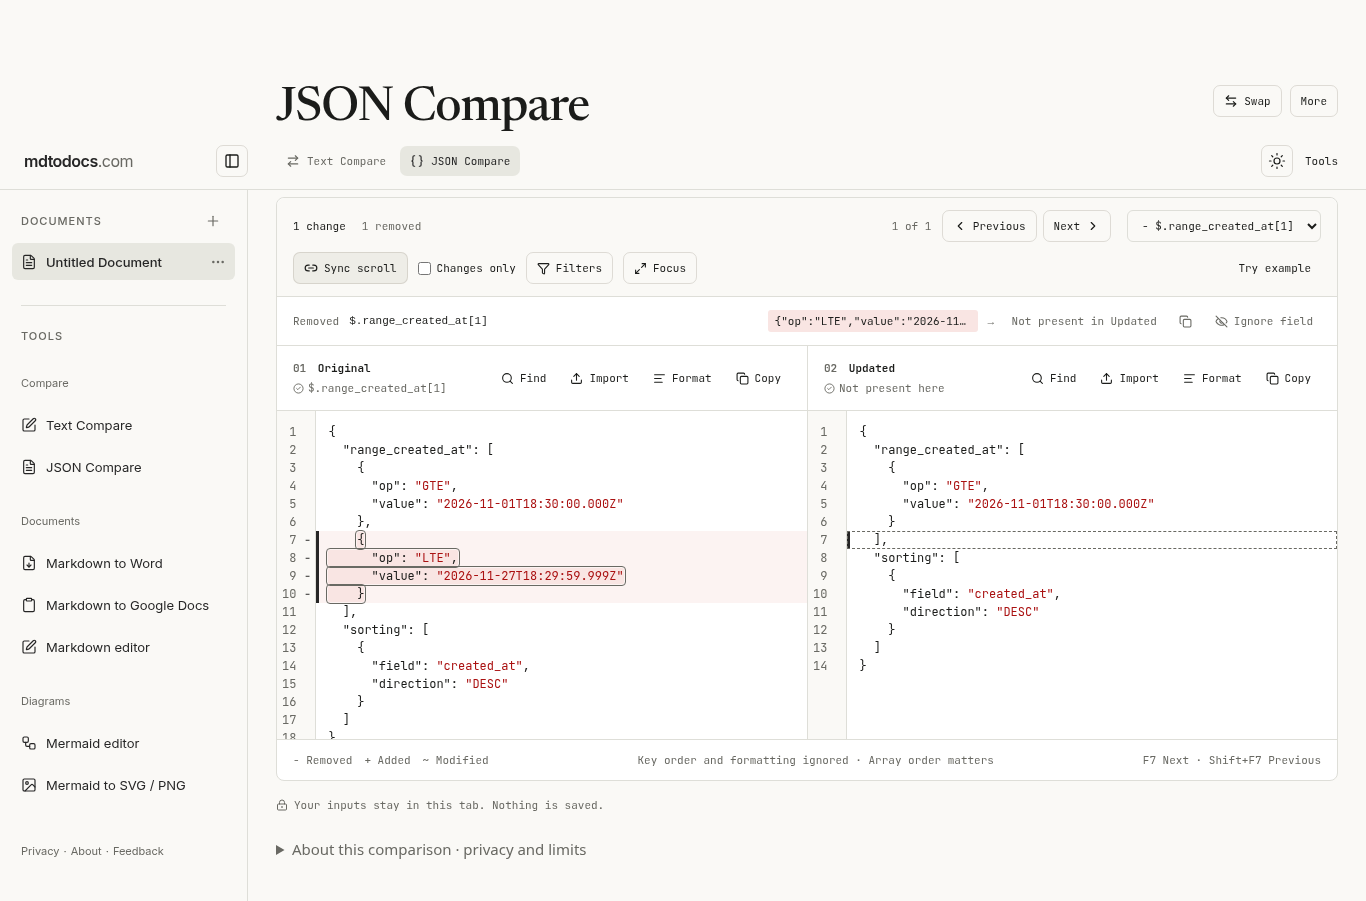 JSON Compare
Swap
More
mdtodocs.com
Text Compare
{} JSON Compare
Tools
DOCUMENTS
Untitled Document
TOOLS
Compare
Text Compare
JSON Compare
Documents
Markdown to Word
Markdown to Google Docs
Markdown editor
Diagrams
Mermaid editor
Mermaid to SVG / PNG
Privacy · About · Feedback
1 change 1 removed
1 of 1
Previous
Next
- $.range_created_at[1]
Sync scroll
Changes only
Filters
Focus
Try example
Removed $.range_created_at[1]
{"op":"LTE","value":"2026-11… → Not present in Updated
Ignore field
01 Original
$.range_created_at[1]
Find
Import
Format
Copy
1 {
2 "range_created_at": [
3 {
4 "op": "GTE",
5 "value": "2026-11-01T18:30:00.000Z"
6 },
7 - {
8 - "op": "LTE",
9 - "value": "2026-11-27T18:29:59.999Z"
10 - }
11 ],
12 "sorting": [
13 {
14 "field": "created_at",
15 "direction": "DESC"
16 }
17 ]
18 }
02 Updated
Not present here
Find
Import
Format
Copy
1 {
2 "range_created_at": [
3 {
4 "op": "GTE",
5 "value": "2026-11-01T18:30:00.000Z"
6 }
7 ],
8 "sorting": [
9 {
10 "field": "created_at",
11 "direction": "DESC"
12 }
13 ]
14 }
- Removed + Added ~ Modified
Key order and formatting ignored · Array order matters
F7 Next · Shift+F7 Previous
Your inputs stay in this tab. Nothing is saved.
About this comparison · privacy and limits